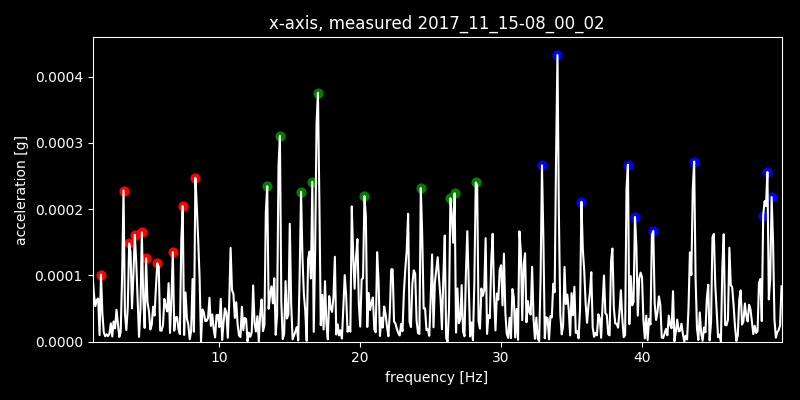 x-axis, measured 2017_11_15-08_00_02
0.0004
0.0003
0.0002
0.0001
0.0000
acceleration [g]
10 20 30 40
frequency [Hz]